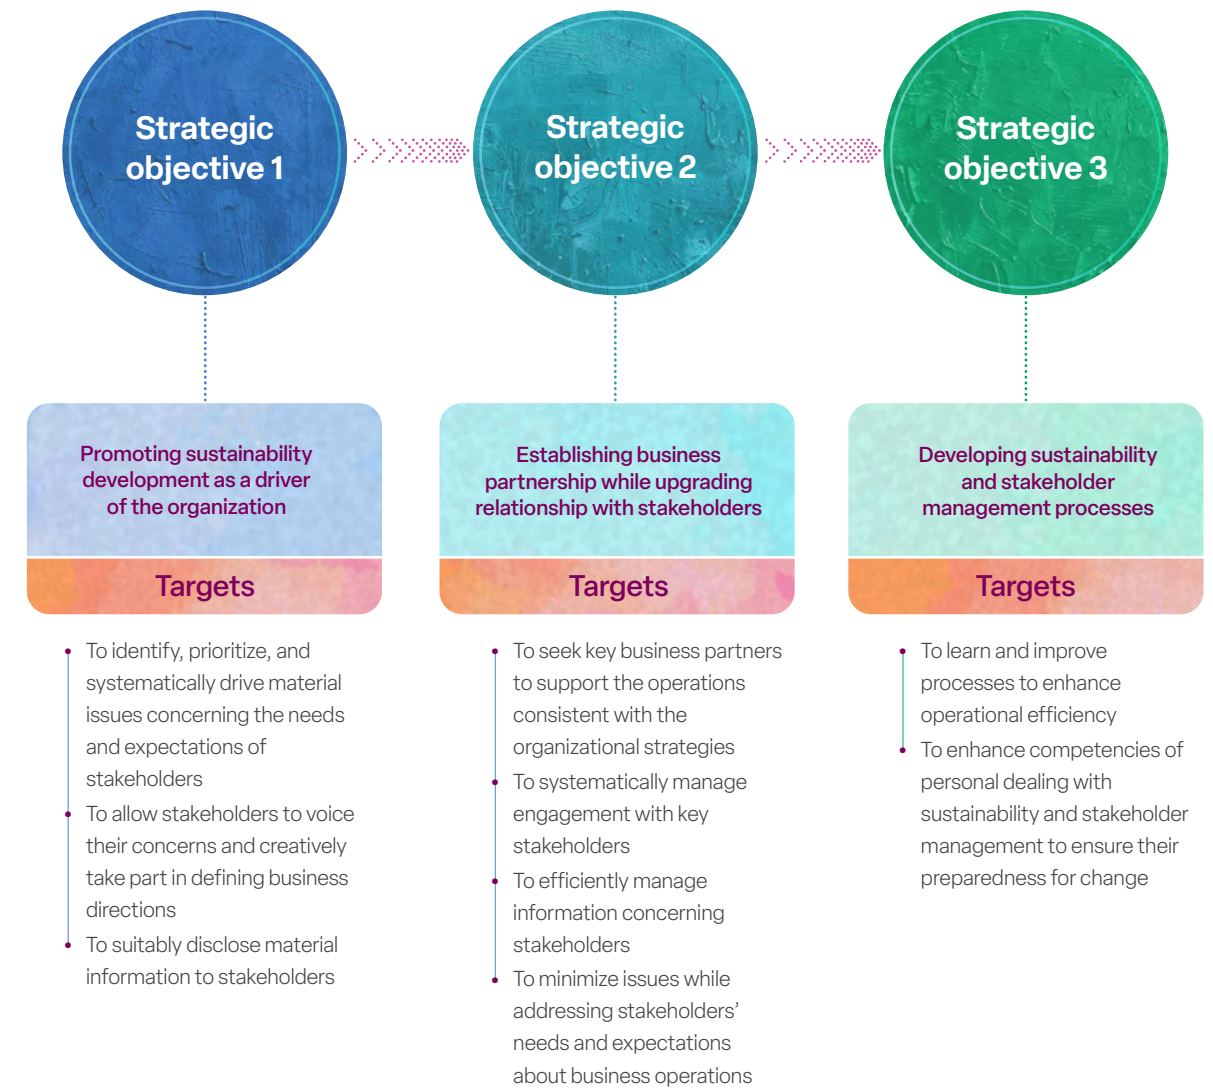 Strategic
objective 1
Strategic
objective 2
Strategic
objective 3
Promoting sustainability
development as a driver
of the organization
Targets
To identify, prioritize, and
systematically drive material
issues concerning the needs
and expectations of
stakeholders
To allow stakeholders to voice
their concerns and creatively
take part in defining business
directions
To suitably disclose material
information to stakeholders
Establishing business
partnership while upgrading
relationship with stakeholders
Targets
To seek key business partners
to support the operations
consistent with the
organizational strategies
To systematically manage
engagement with key
stakeholders
To efficiently manage
information concerning
stakeholders
To minimize issues while
addressing stakeholders’
needs and expectations
about business operations
Developing sustainability
and stakeholder
management processes
Targets
To learn and improve
processes to enhance
operational efficiency
To enhance competencies of
personal dealing with
sustainability and stakeholder
management to ensure their
preparedness for change